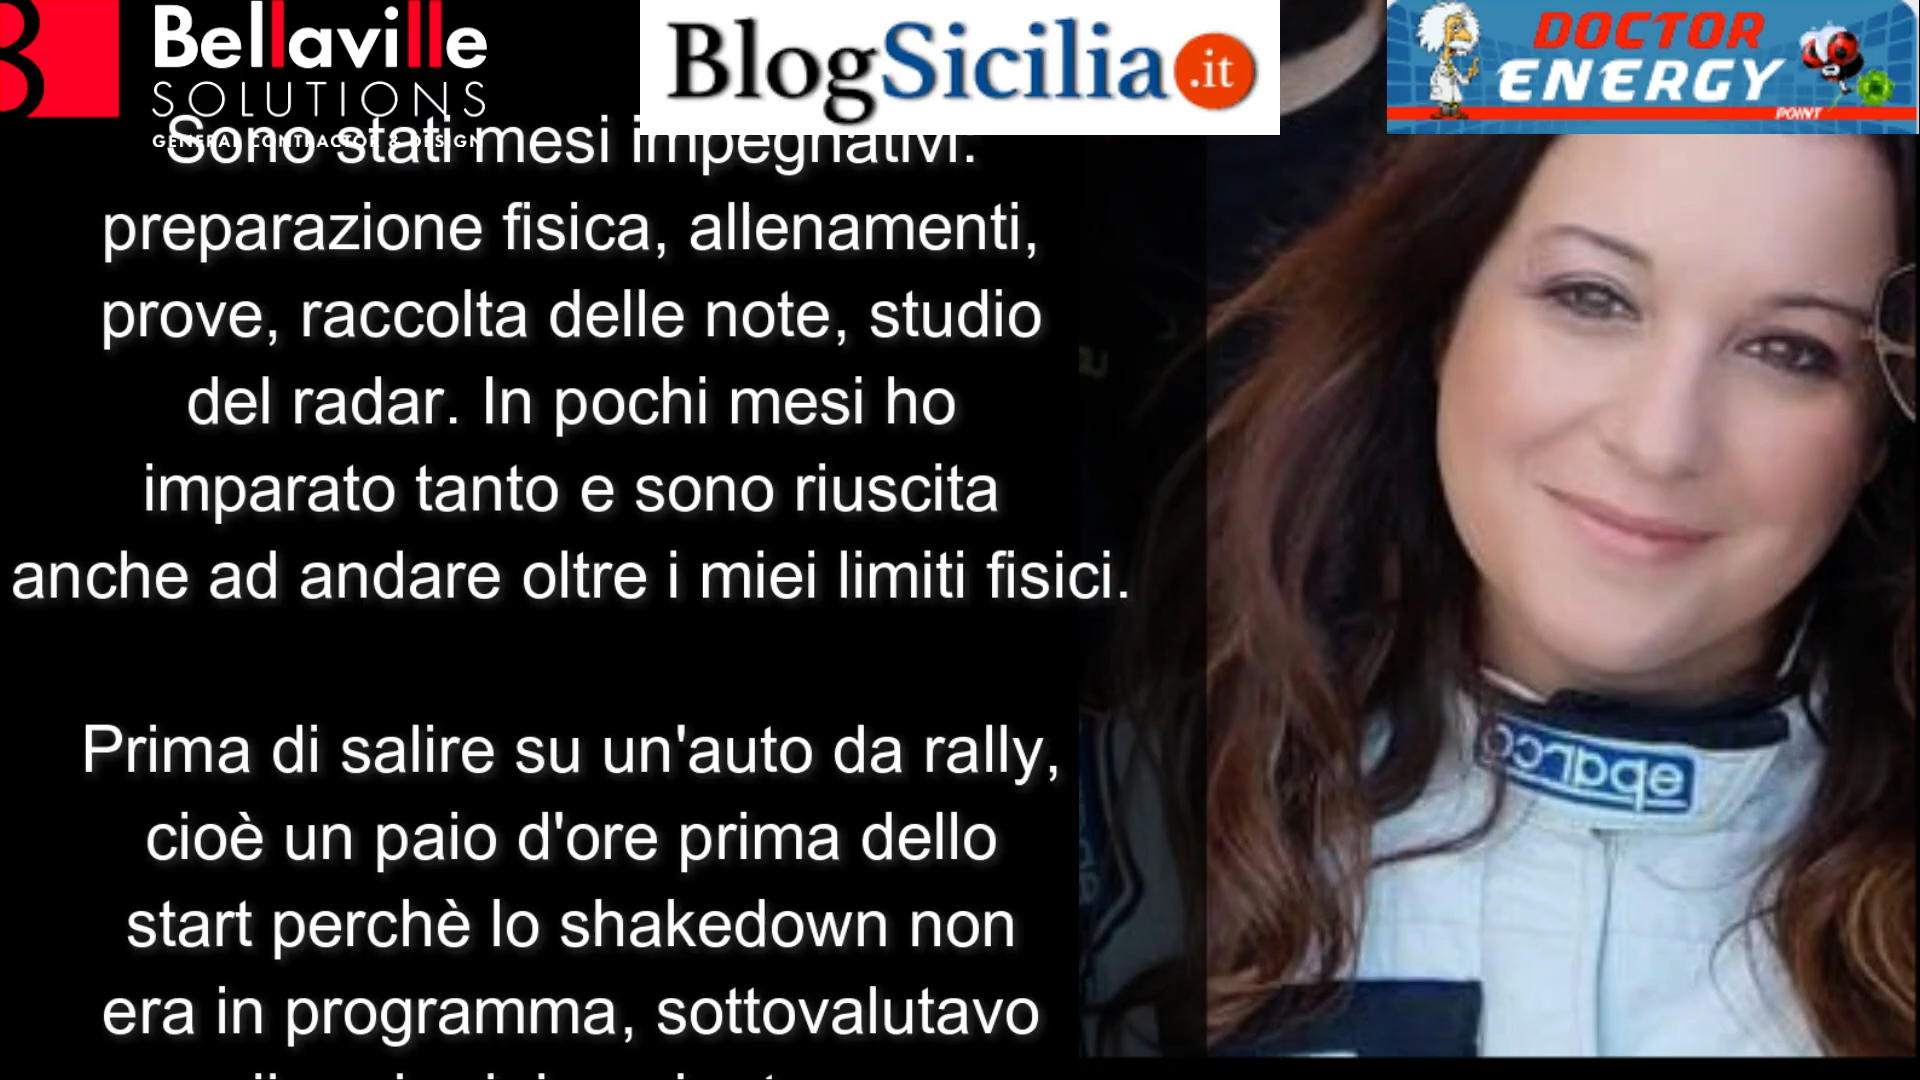 Bellaville
SOLUTIONS
GENERAL CONTRACTOR & DESIGN
BlogSicilia.it
DOCTOR
ENERGY
POINT
Sono stati mesi impegnativi:
preparazione fisica, allenamenti,
prove, raccolta delle note, studio
del radar. In pochi mesi ho
imparato tanto e sono riuscita
anche ad andare oltre i miei limiti fisici.
Prima di salire su un'auto da rally,
cioè un paio d'ore prima dello
start perchè lo shakedown non
era in programma, sottovalutavo
sparco